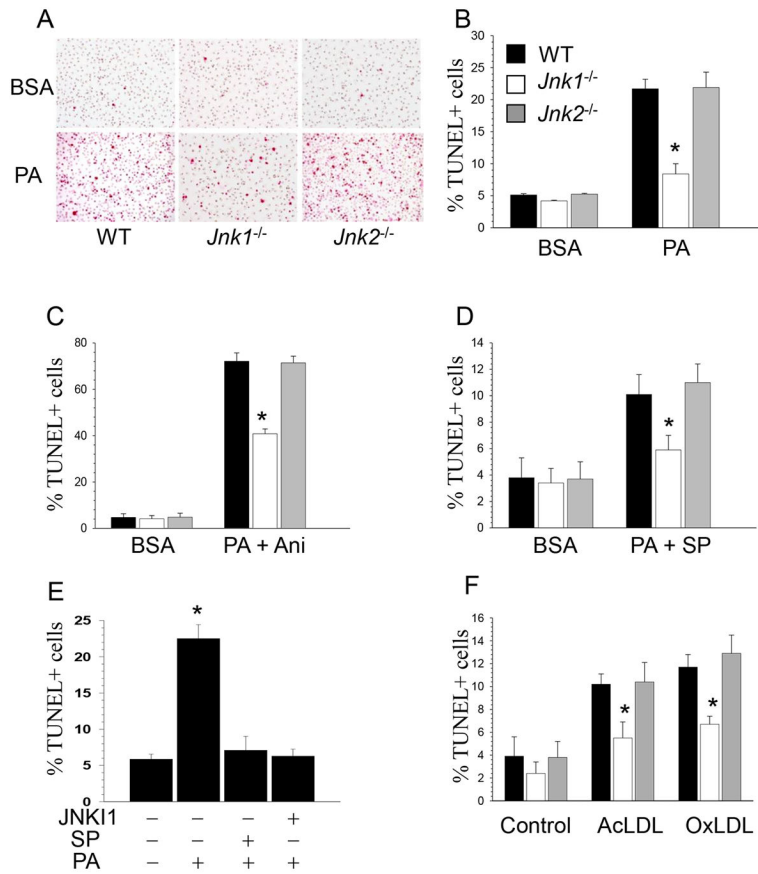 A
BSA
PA
WT Jnk1-/- Jnk2-/-
B
% TUNEL+ cells
30
25
20
15
10
5
0
WT
Jnk1-/-
Jnk2-/-
*
BSA PA
C
% TUNEL+ cells
80
60
40
20
0
*
BSA PA + Ani
D
% TUNEL+ cells
14
12
10
8
6
4
2
0
*
BSA PA + SP
E
% TUNEL+ cells
25
20
15
10
5
0
*
JNKI1 – – – +
SP – – + –
PA – + + +
F
% TUNEL+ cells
16
14
12
10
8
6
4
2
0
* *
Control AcLDL OxLDL